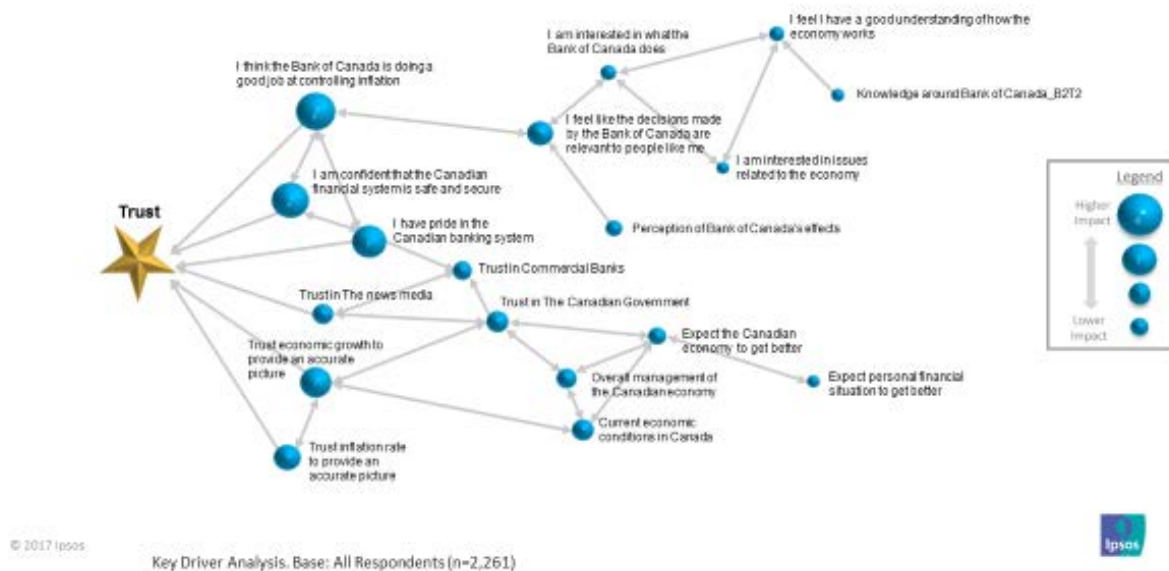 I feel I have a good understanding of how the
economy works
I am interested in what the
Bank of Canada does
I think the Bank of Canada is doing a
good job at controlling inflation
Knowledge around Bank of Canada_B2T2
I feel like the decisions made
by the Bank of Canada are
relevant to people like me
I am interested in issues
related to the economy
I am confident that the Canadian
financial system is safe and secure
Trust
I have pride in the
Canadian banking system
Perception of Bank of Canada's effects
Trust in Commercial Banks
Trust in The news media
Trust in The Canadian Government
Expect the Canadian
economy to get better
Trust economic growth to
provide an accurate
picture
Overall management of
the Canadian economy
Expect personal financial
situation to get better
Current economic
conditions in Canada
Trust inflation rate
to provide an
accurate picture
Legend
Higher
Impact
Lower
Impact
© 2017 Ipsos
Ipsos
Key Driver Analysis. Base: All Respondents (n=2,261)